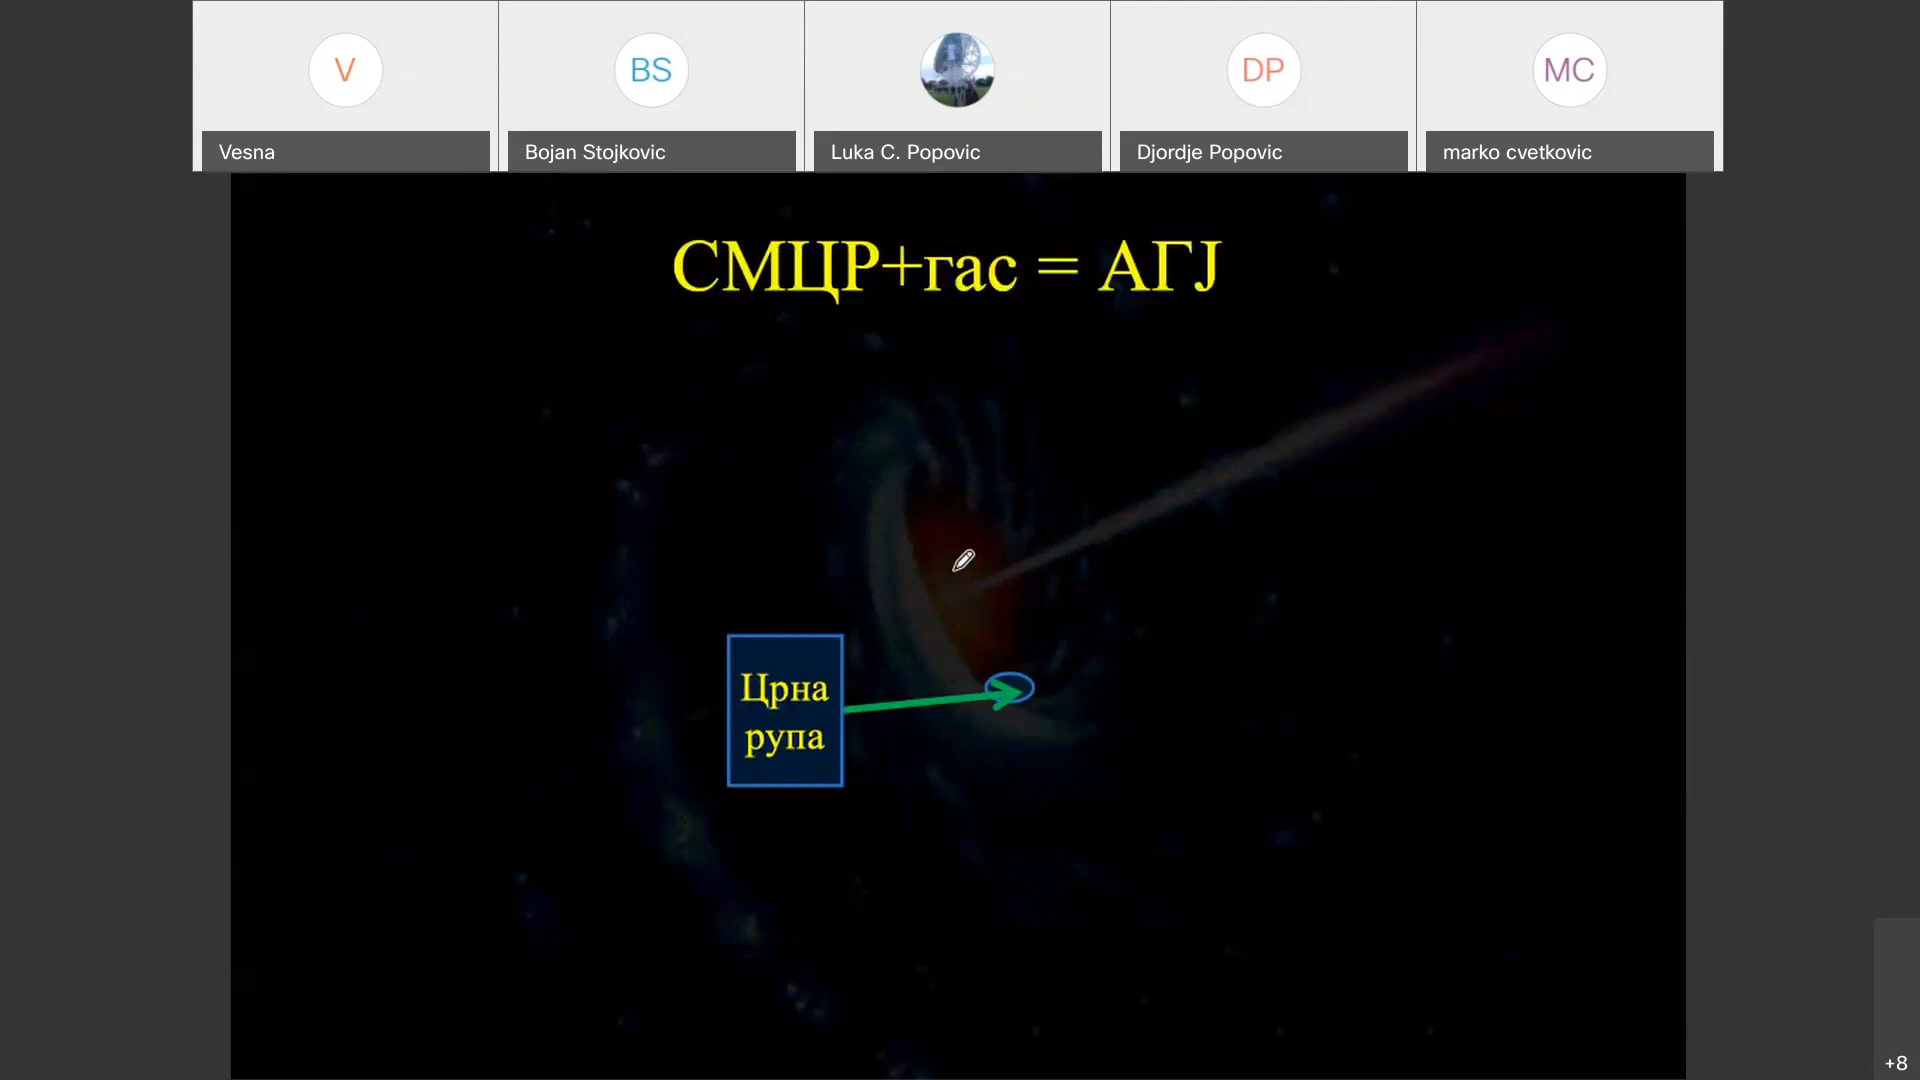 V
BS
DP
MC
Vesna
Bojan Stojkovic
Luka C. Popovic
Djordje Popovic
marko cvetkovic
СМЦР+гас = АГЈ
Црна
рупа
+8